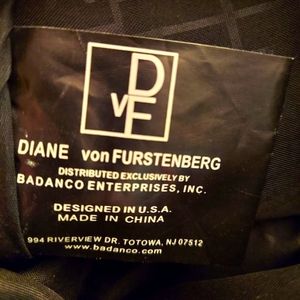 D
V
F
DIANE von FURSTENBERG
DISTRIBUTED EXCLUSIVELY BY
BADANCO ENTERPRISES, INC.
DESIGNED IN U.S.A.
MADE IN CHINA
994 RIVERVIEW DR. TOTOWA, NJ 07512
www.badanco.com